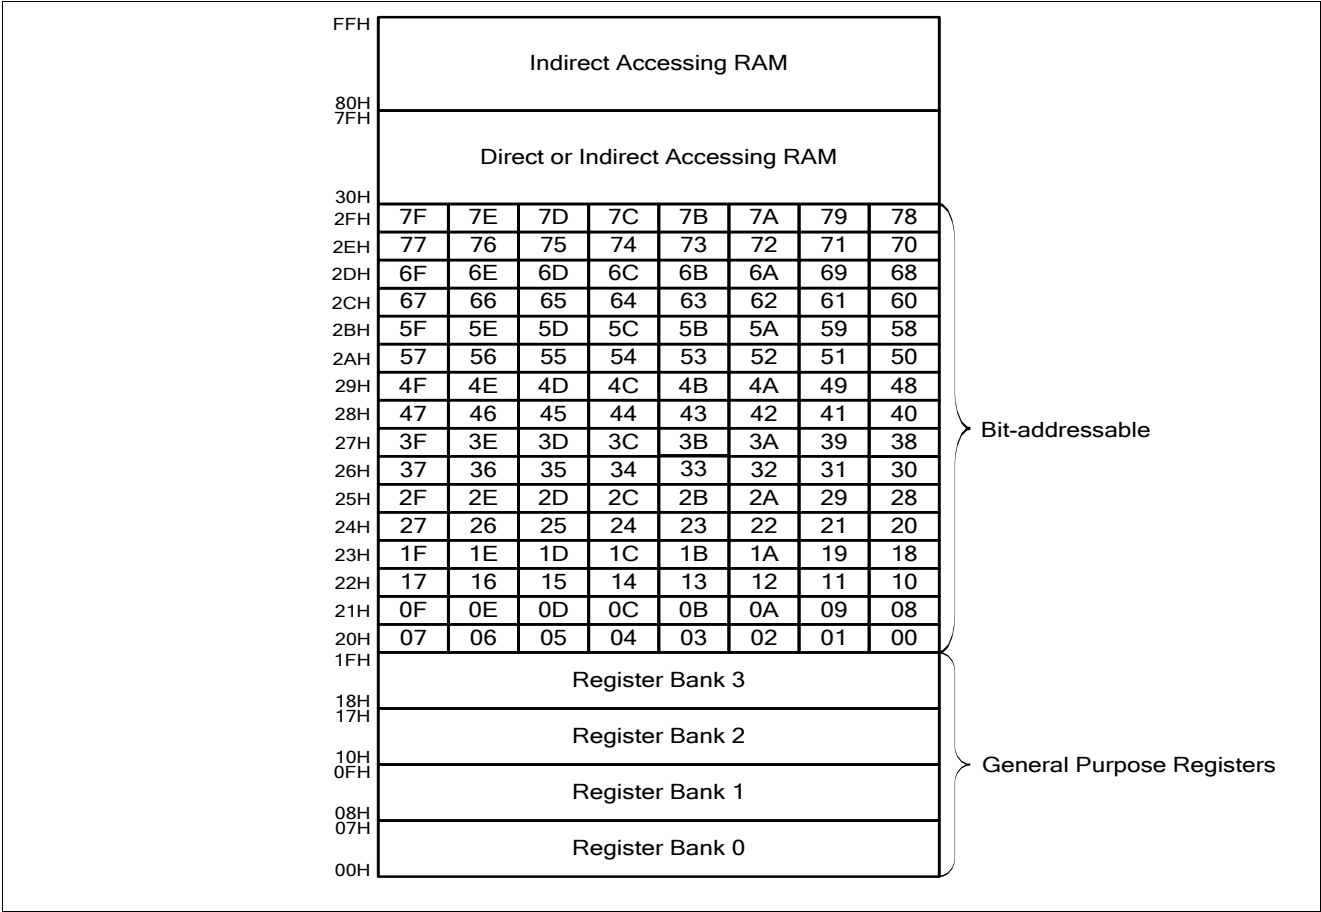 FFH
Indirect Accessing RAM
80H
7FH
Direct or Indirect Accessing RAM
30H
2FH 7F 7E 7D 7C 7B 7A 79 78
2EH 77 76 75 74 73 72 71 70
2DH 6F 6E 6D 6C 6B 6A 69 68
2CH 67 66 65 64 63 62 61 60
2BH 5F 5E 5D 5C 5B 5A 59 58
2AH 57 56 55 54 53 52 51 50
29H 4F 4E 4D 4C 4B 4A 49 48
28H 47 46 45 44 43 42 41 40
Bit-addressable
27H 3F 3E 3D 3C 3B 3A 39 38
26H 37 36 35 34 33 32 31 30
25H 2F 2E 2D 2C 2B 2A 29 28
24H 27 26 25 24 23 22 21 20
23H 1F 1E 1D 1C 1B 1A 19 18
22H 17 16 15 14 13 12 11 10
21H 0F 0E 0D 0C 0B 0A 09 08
20H 07 06 05 04 03 02 01 00
1FH
Register Bank 3
18H
17H
Register Bank 2
10H
General Purpose Registers
0FH
Register Bank 1
08H
07H
Register Bank 0
00H